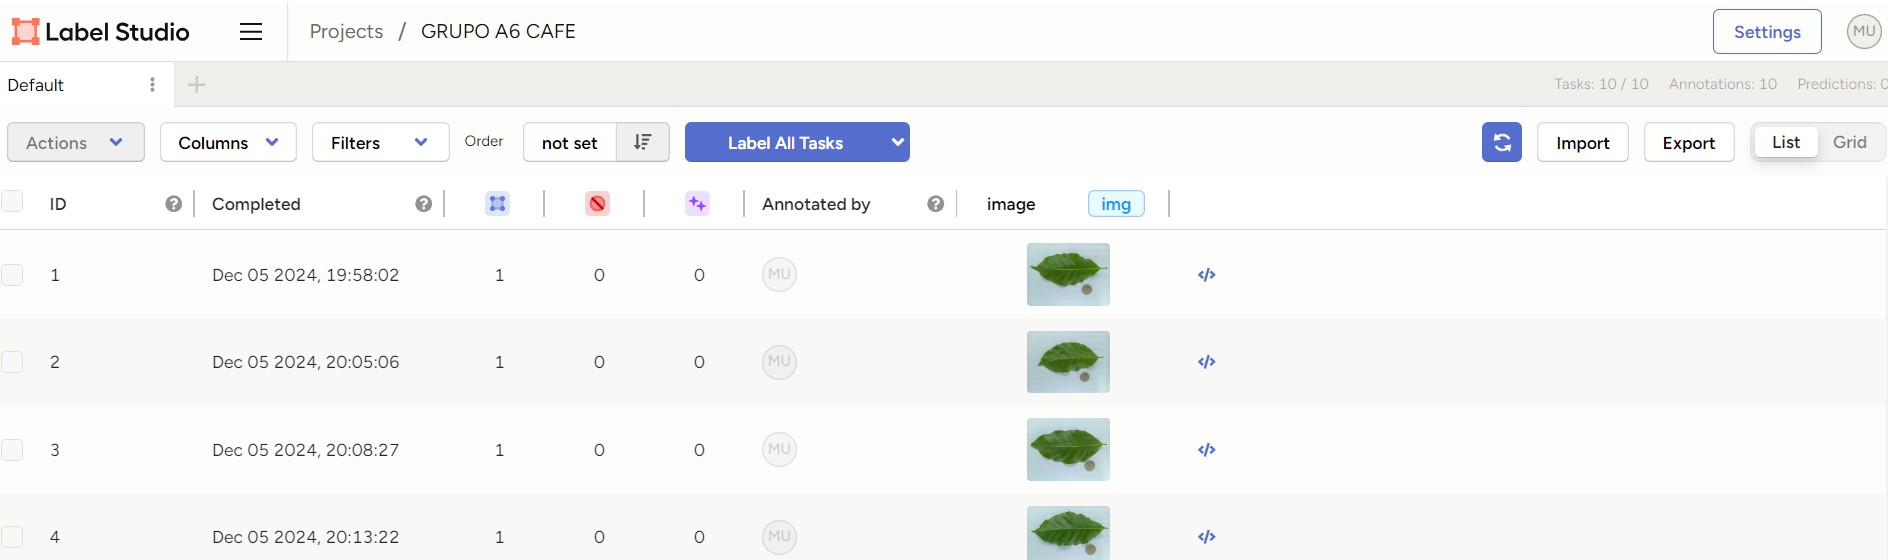 Label Studio
Projects / GRUPO A6 CAFE
Settings
MU
Default
Tasks: 10 / 10 Annotations: 10 Predictions: 0
Actions
Columns
Filters
Order
not set
Label All Tasks
Import
Export
List
Grid
ID ? Completed ? Annotated by ? image img
1 Dec 05 2024, 19:58:02 1 0 0 MU </>
2 Dec 05 2024, 20:05:06 1 0 0 MU </>
3 Dec 05 2024, 20:08:27 1 0 0 MU </>
4 Dec 05 2024, 20:13:22 1 0 0 MU </>